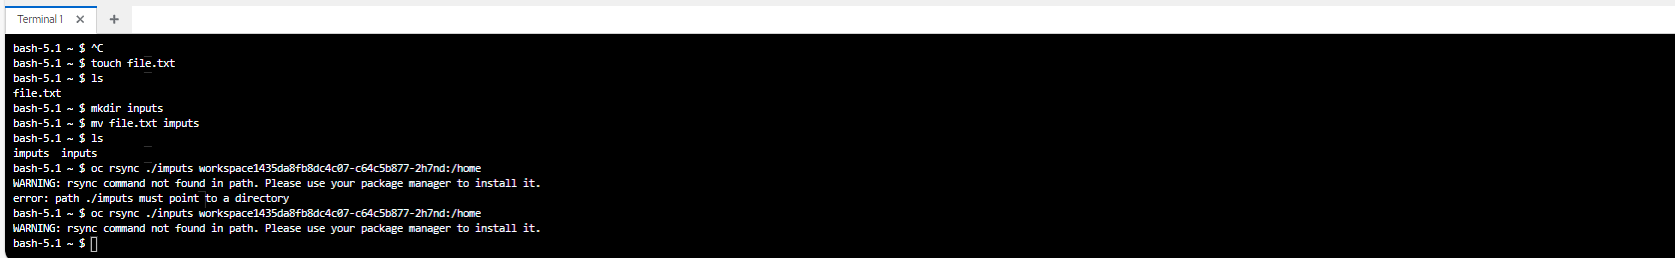 Terminal 1 × +
bash-5.1 ~ $ ^C
bash-5.1 ~ $ touch file.txt
bash-5.1 ~ $ ls
file.txt
bash-5.1 ~ $ mkdir inputs
bash-5.1 ~ $ mv file.txt imputs
bash-5.1 ~ $ ls
imputs  inputs
bash-5.1 ~ $ oc rsync ./imputs workspace1435da8fb8dc4c07-c64c5b877-2h7nd:/home
WARNING: rsync command not found in path. Please use your package manager to install it.
error: path ./imputs must point to a directory
bash-5.1 ~ $ oc rsync ./inputs workspace1435da8fb8dc4c07-c64c5b877-2h7nd:/home
WARNING: rsync command not found in path. Please use your package manager to install it.
bash-5.1 ~ $